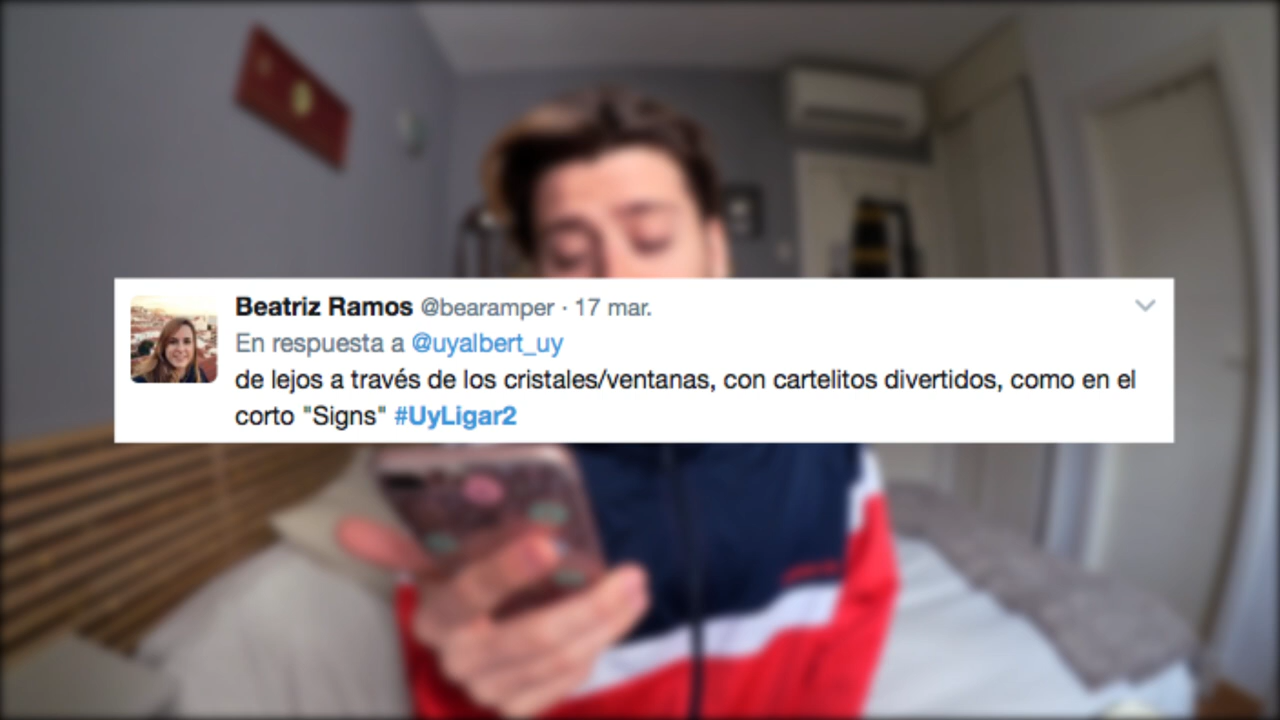 Beatriz Ramos @bearamper · 17 mar.
En respuesta a @uyalbert_uy
de lejos a través de los cristales/ventanas, con cartelitos divertidos, como en el
corto "Signs" #UyLigar2